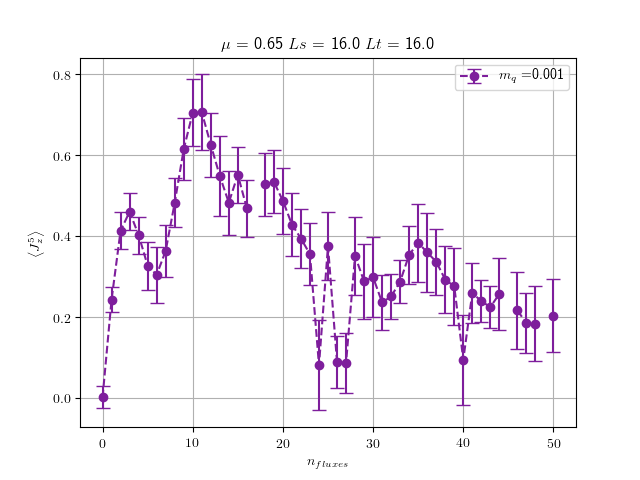 μ = 0.65 Ls = 16.0 Lt = 16.0
m_q =0.001
⟨J_z^5⟩
0.8
0.6
0.4
0.2
0.0
0 10 20 30 40 50
n_fluxes